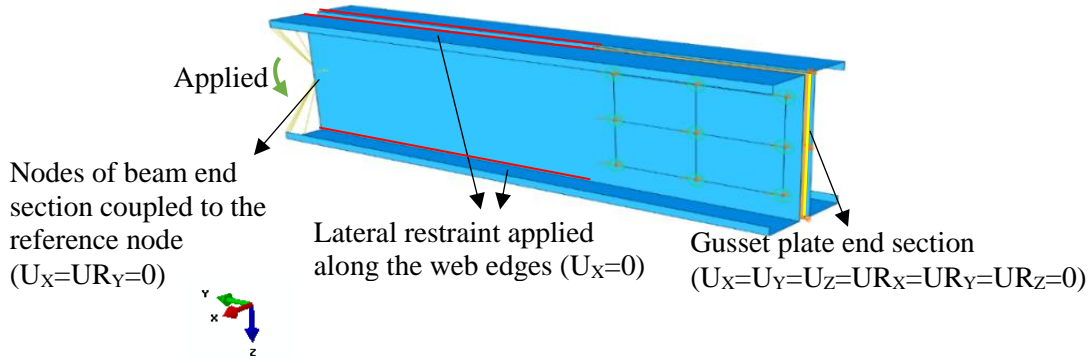 Applied
Nodes of beam end
section coupled to the
reference node
(UX=URY=0)
Lateral restraint applied
along the web edges (UX=0)
Gusset plate end section
(UX=UY=UZ=URX=URY=URZ=0)
Y
X
Z